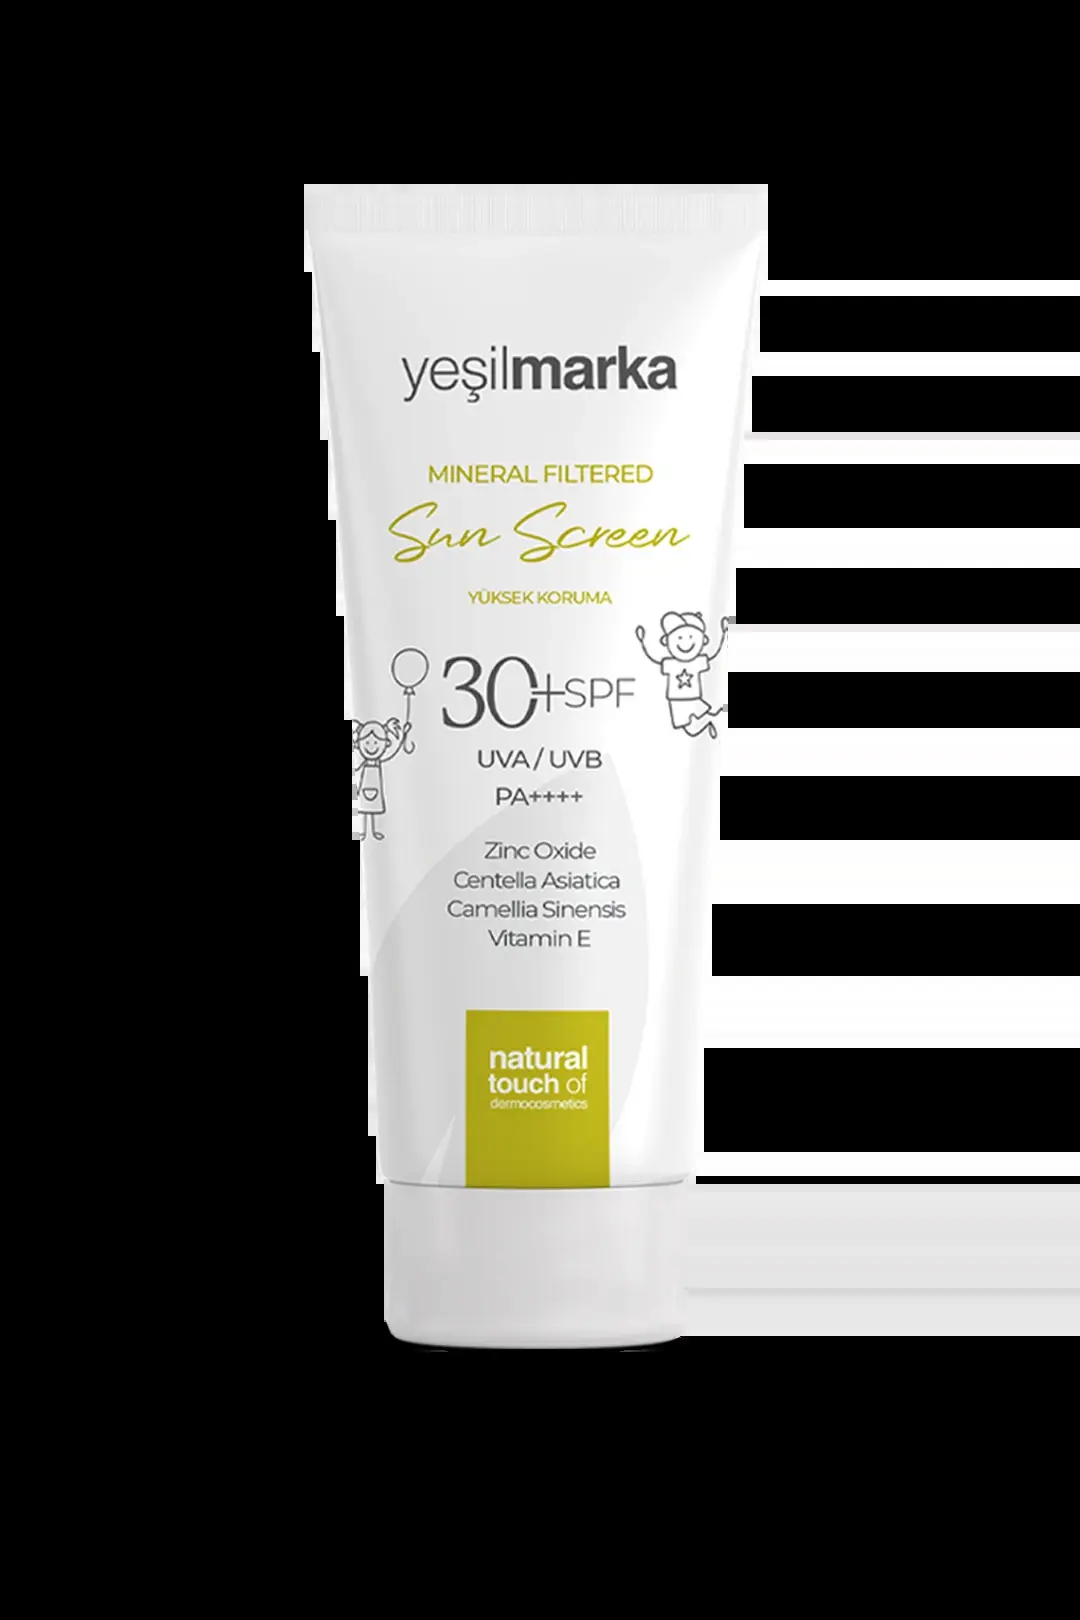 yeşilmarka
MINERAL FILTERED
Sun Screen
YÜKSEK KORUMA
30+SPF
UVA / UVB
PA++++
Zinc Oxide
Centella Asiatica
Camellia Sinensis
Vitamin E
natural
touch of
dermocosmetics